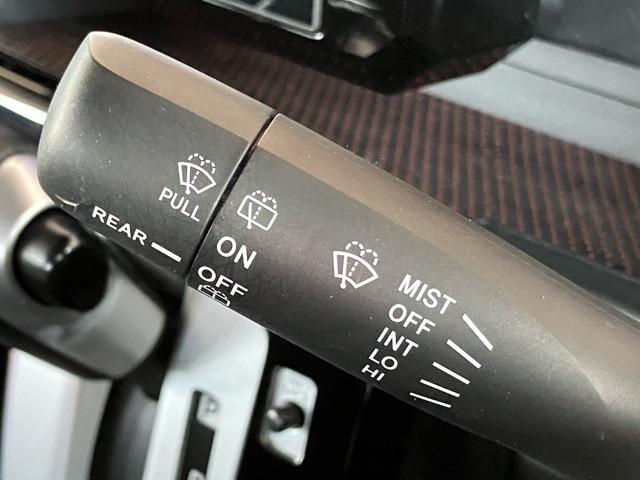 PULL
REAR
ON
OFF
MIST
OFF
INT
LO
HI
P